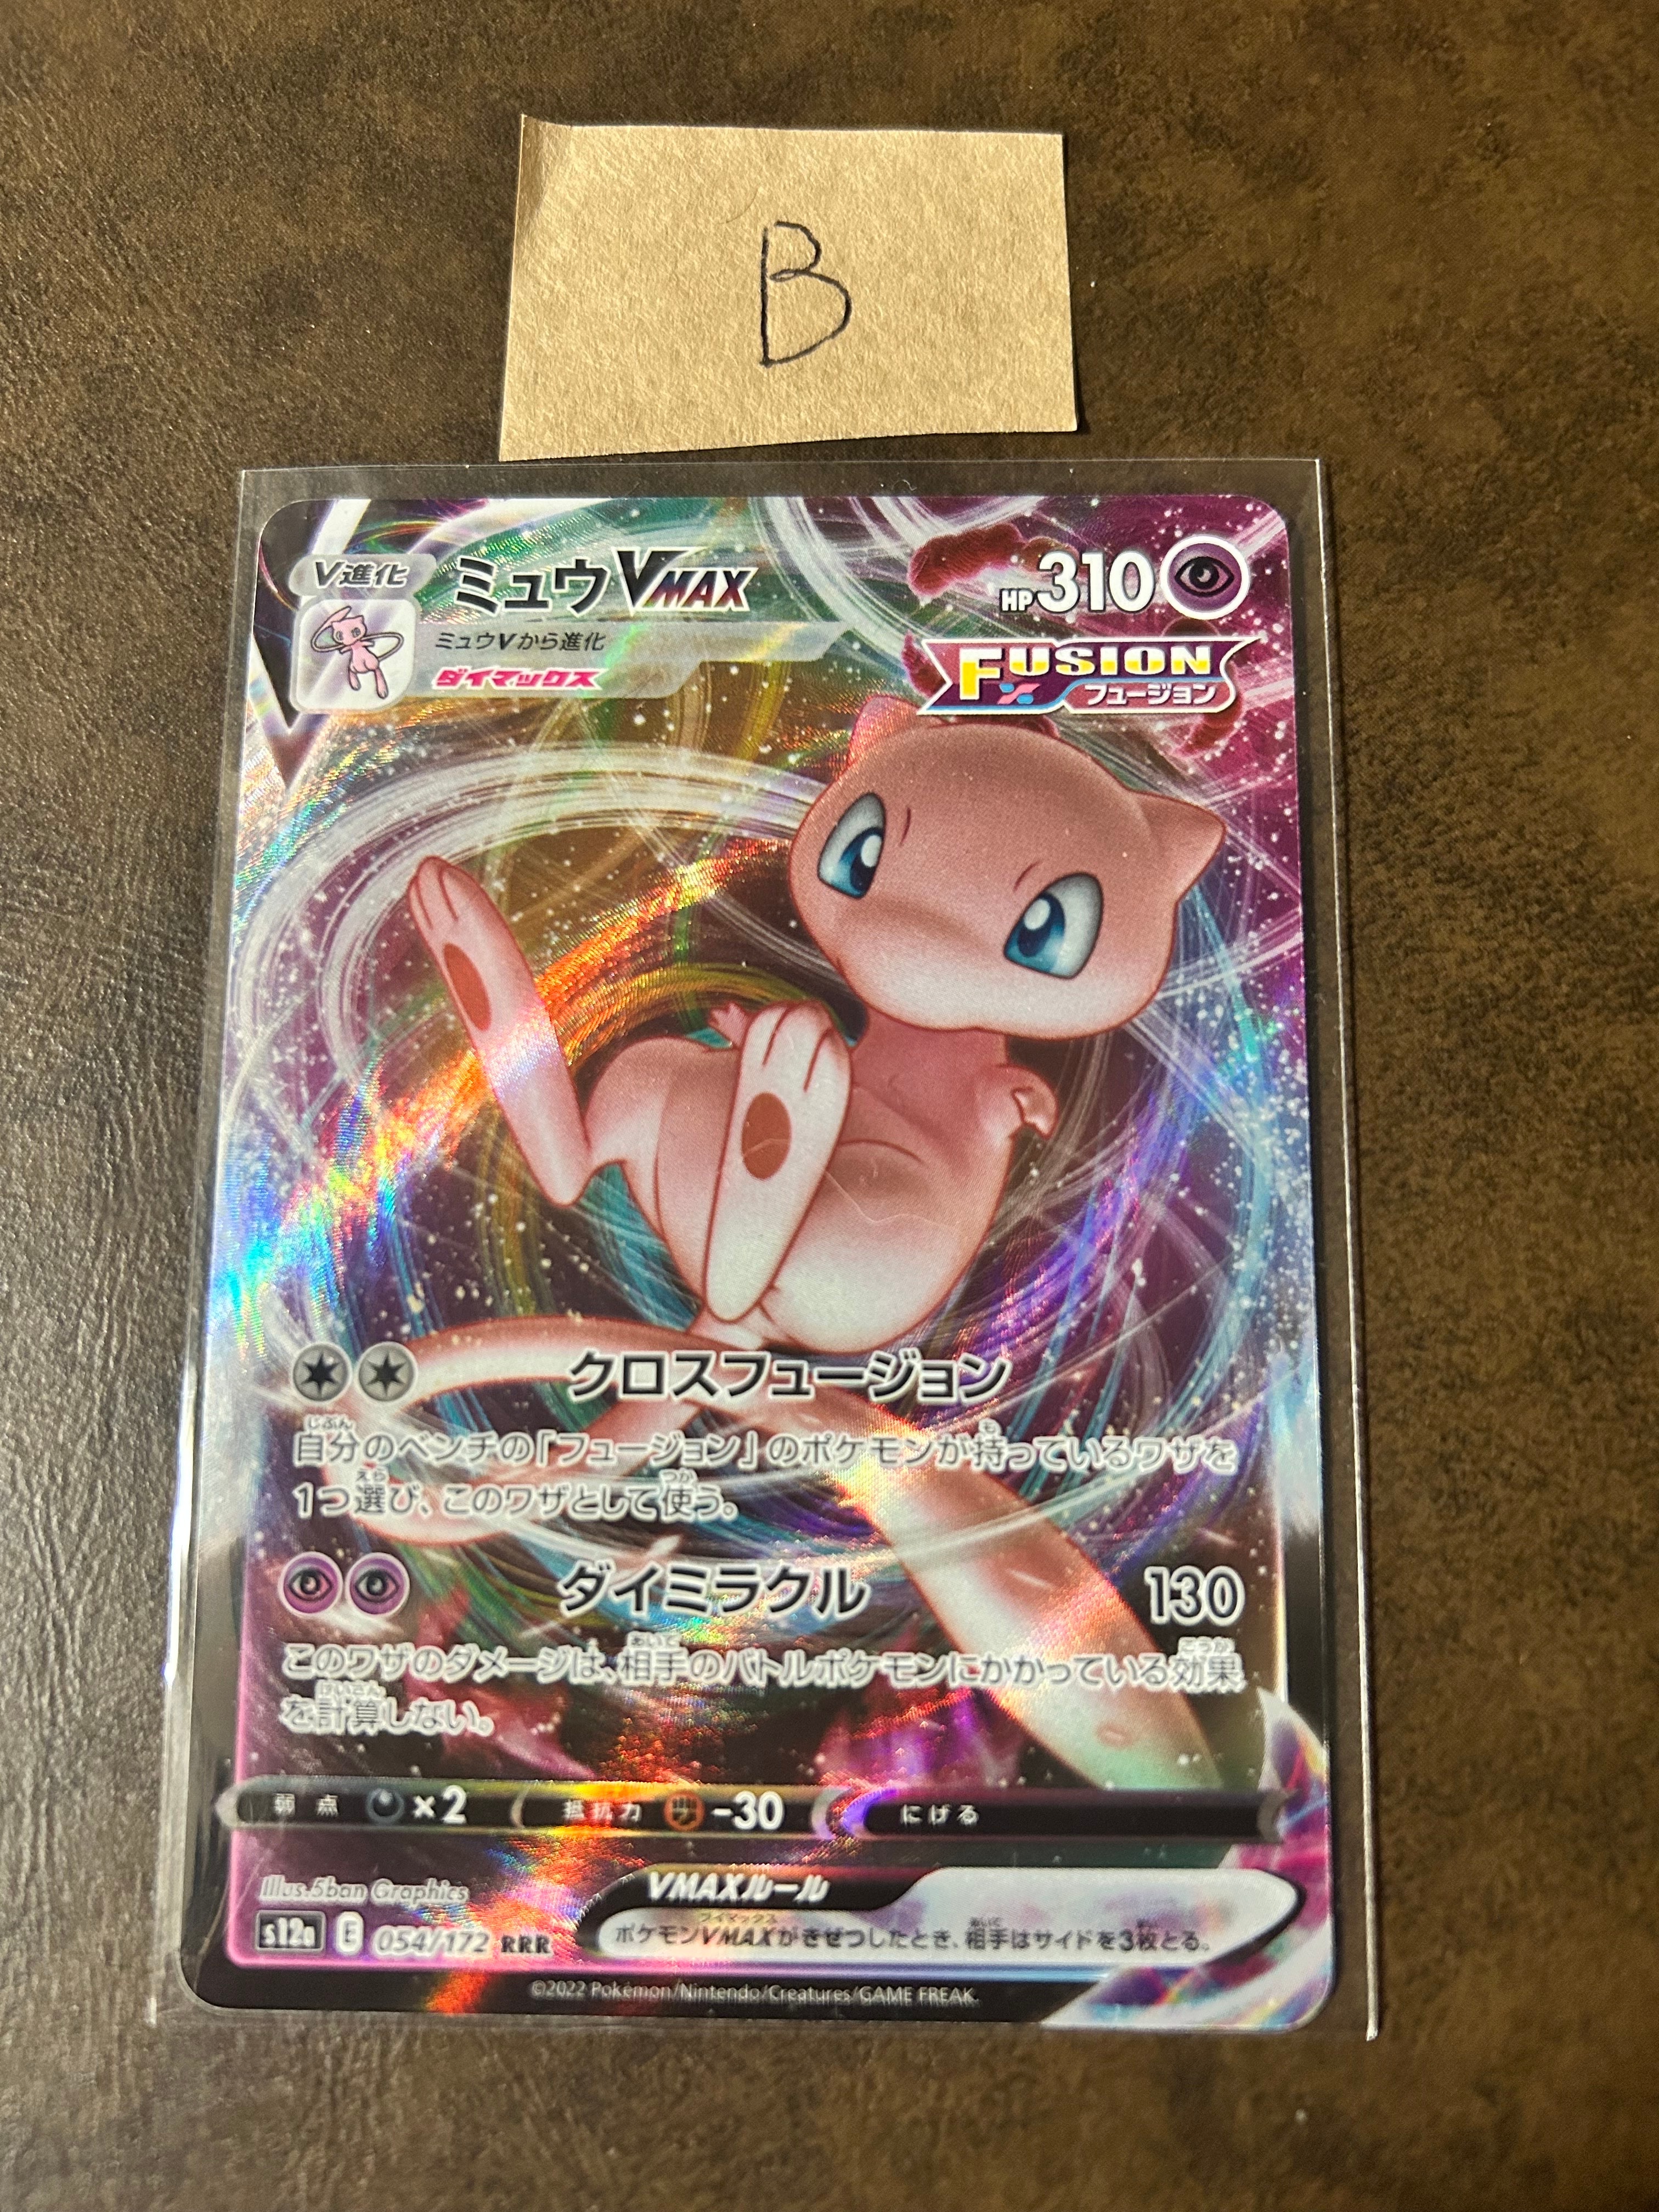 B
V進化
ミュウVMAX
HP310
ミュウVから進化
ダイマックス
FUSION
フュージョン
クロスフュージョン
自分のベンチの「フュージョン」のポケモンが持っているワザを
1つ選び、このワザとして使う。
ダイミラクル 130
このワザのダメージは、相手のバトルポケモンにかかっている効果
を計算しない。
弱点 ×2 抵抗力 -30 にげる
Illus.5ban Graphics
VMAXルール
s12a E 054/172 RRR
ポケモンVMAXがきぜつしたとき、相手はサイドを3枚とる。
©2022 Pokémon/Nintendo/Creatures/GAME FREAK.